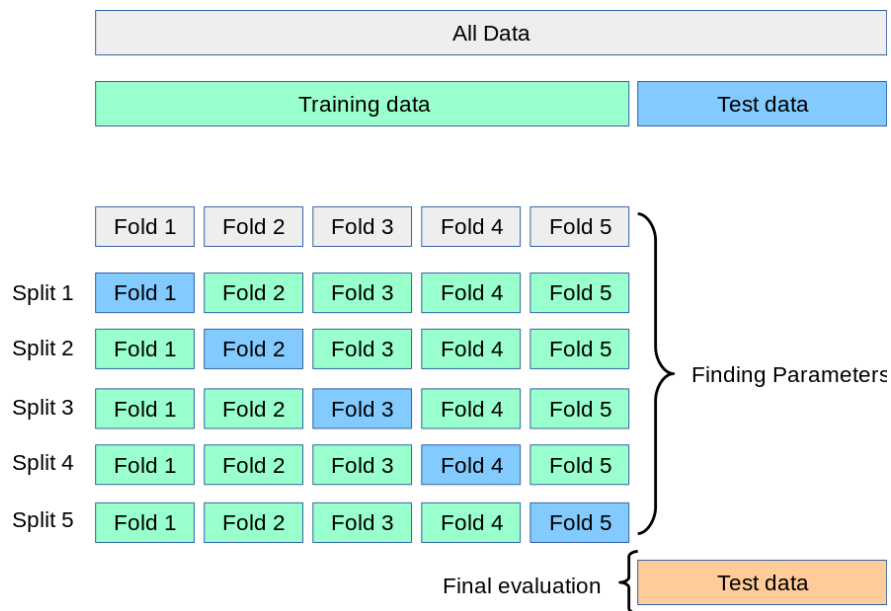 All Data
Training data Test data
Fold 1 Fold 2 Fold 3 Fold 4 Fold 5
Split 1 Fold 1 Fold 2 Fold 3 Fold 4 Fold 5
Split 2 Fold 1 Fold 2 Fold 3 Fold 4 Fold 5
Finding Parameters
Split 3 Fold 1 Fold 2 Fold 3 Fold 4 Fold 5
Split 4 Fold 1 Fold 2 Fold 3 Fold 4 Fold 5
Split 5 Fold 1 Fold 2 Fold 3 Fold 4 Fold 5
Final evaluation Test data